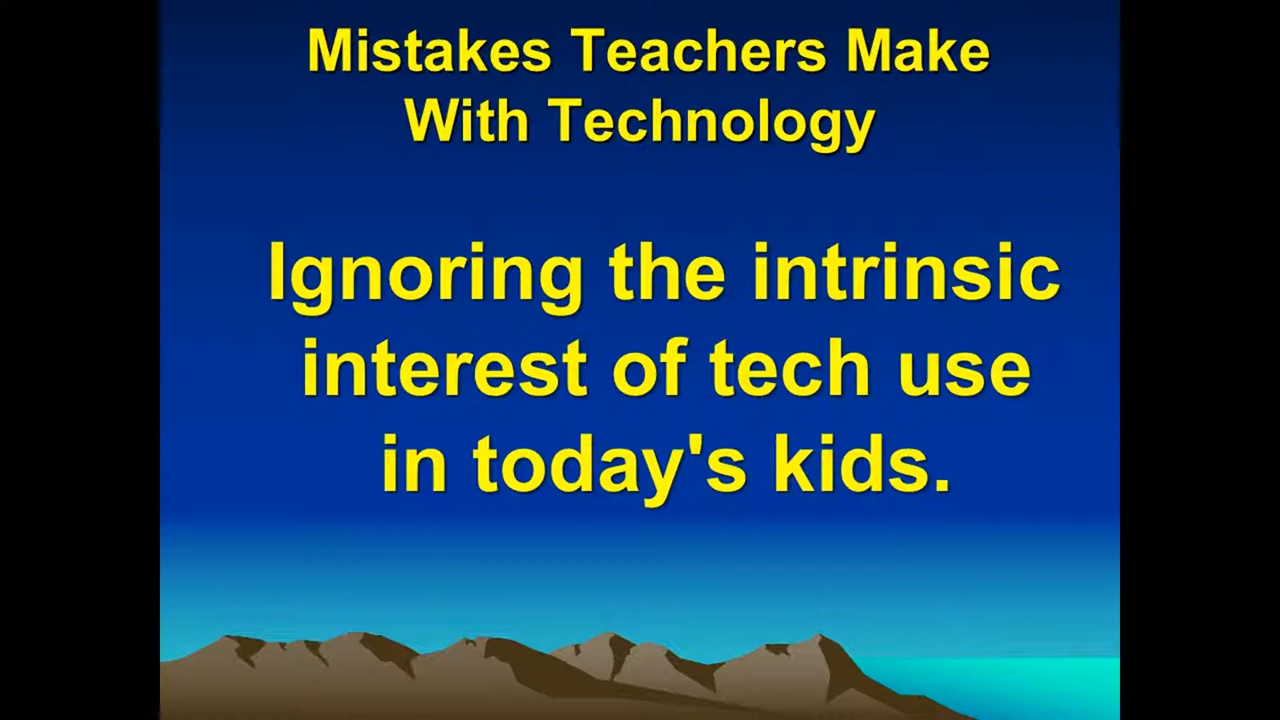 Mistakes Teachers Make
With Technology
Ignoring the intrinsic
interest of tech use
in today's kids.